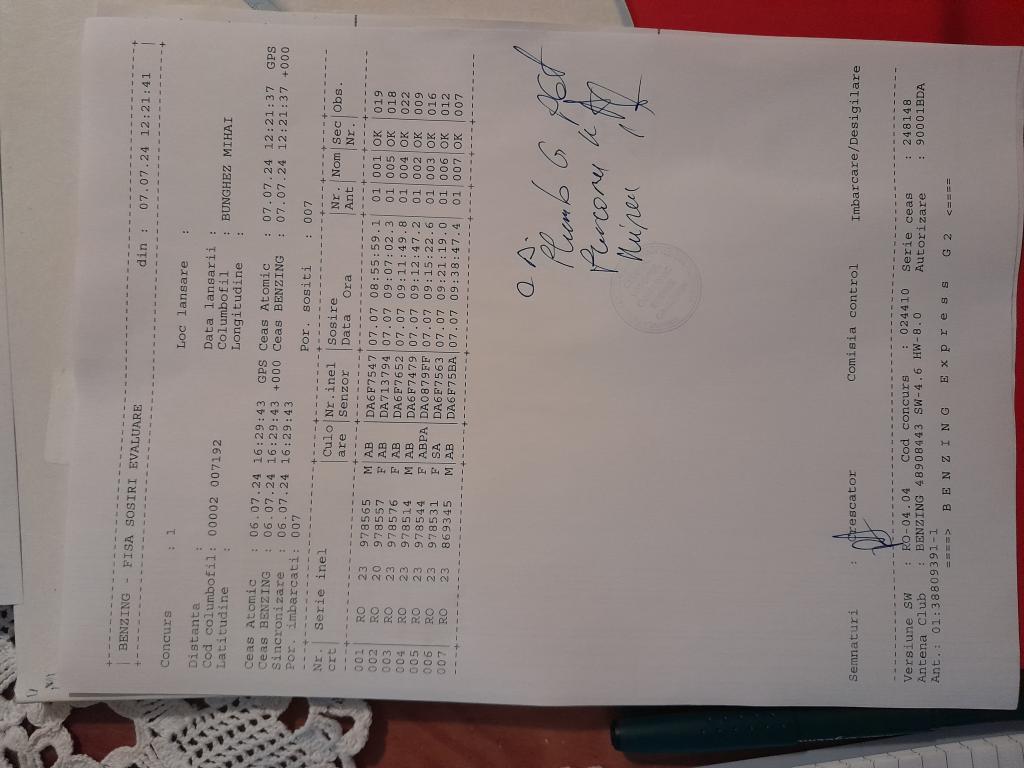 +-----------------------------------------------------------+
| BENZING - FISA SOSIRI EVALUARE din : 07.07.24 12:21:41 |
+-----------------------------------------------------------+
Concurs : 1 Loc lansare :
Distanta : Data lansarii :
Cod columbofil: 00002 007192 Columbofil : BUNGHEZ MIHAI
Latitudine : Longitudine :
Ceas Atomic : 06.07.24 16:29:43 GPS Ceas Atomic : 07.07.24 12:21:37 GPS
Ceas BENZING : 06.07.24 16:29:43 +000 Ceas BENZING : 07.07.24 12:21:37 +000
Sincronizare : 06.07.24 16:29:43
Por. imbarcati: 007 Por. sositi : 007
Nr. | Serie inel |Culo|Nr.inel |Sosire |Nr. |Nom|Sec|Obs.
crt | |are |Senzor |Data Ora |Ant | |Nr.|
001 | RO 23 978565 M|AB |DA6F7547|07.07 08:55:59.1| 01|001|OK |019
002 | RO 20 978557 F|AB |DA713794|07.07 09:07:02.3| 01|005|OK |018
003 | RO 23 978576 F|AB |DA6F7652|07.07 09:11:49.8| 01|004|OK |022
004 | RO 23 978514 M|AB |DA6F7479|07.07 09:12:47.2| 01|002|OK |009
005 | RO 23 978544 F|ABPA|DA0879FF|07.07 09:15:22.6| 01|003|OK |016
006 | RO 23 978531 F|SA |DA6F7563|07.07 09:21:19.0| 01|006|OK |012
007 | RO 23 869345 M|AB |DA6F75BA|07.07 09:38:47.4| 01|007|OK |007
Plumb G
Semnaturi : Crescator Comisia control Imbarcare/Desigilare
Versiune SW : RO-04.04 Cod concurs : 024410 Serie ceas : 248148
Antena Club : BENZING 48908443 SW-4.6 HW-8.0 Autorizare : 90001BDA
Ant.: 01:38809391-1
====> B E N Z I N G E x p r e s s G 2 <====